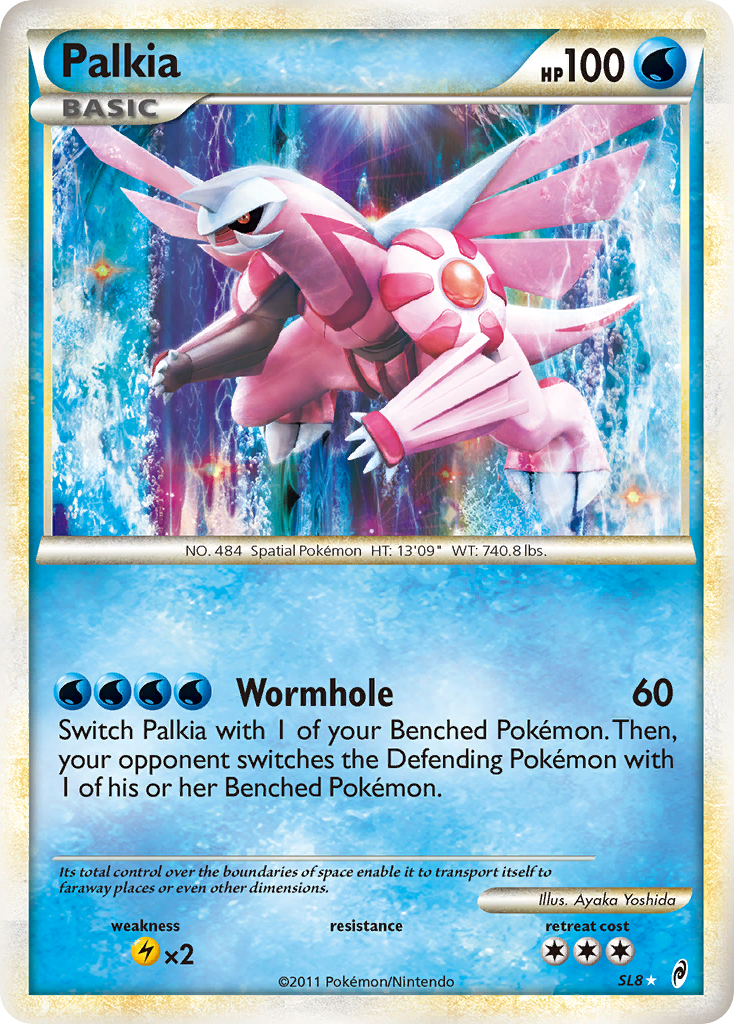 Palkia
HP100
BASIC
NO. 484 Spatial Pokémon HT: 13'09" WT: 740.8 lbs.
Wormhole 60
Switch Palkia with 1 of your Benched Pokémon. Then,
your opponent switches the Defending Pokémon with
1 of his or her Benched Pokémon.
Its total control over the boundaries of space enable it to transport itself to
faraway places or even other dimensions.
Illus. Ayaka Yoshida
weakness resistance retreat cost
×2
©2011 Pokémon/Nintendo SL8